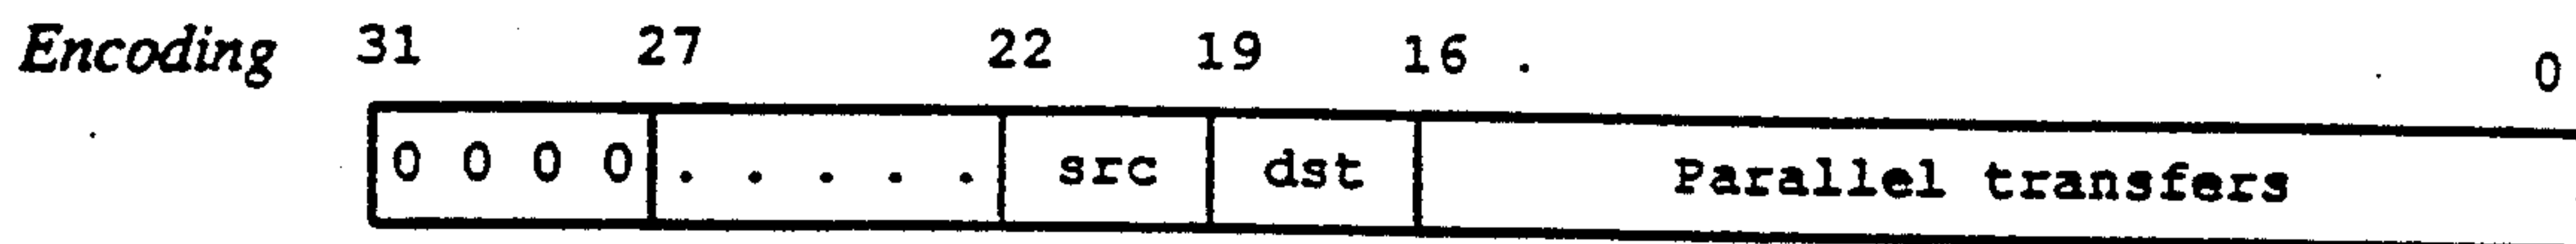 Encoding 31 27 22 19 16 . 0
0 0 0 0 . . . . . src dst Parallel transfers